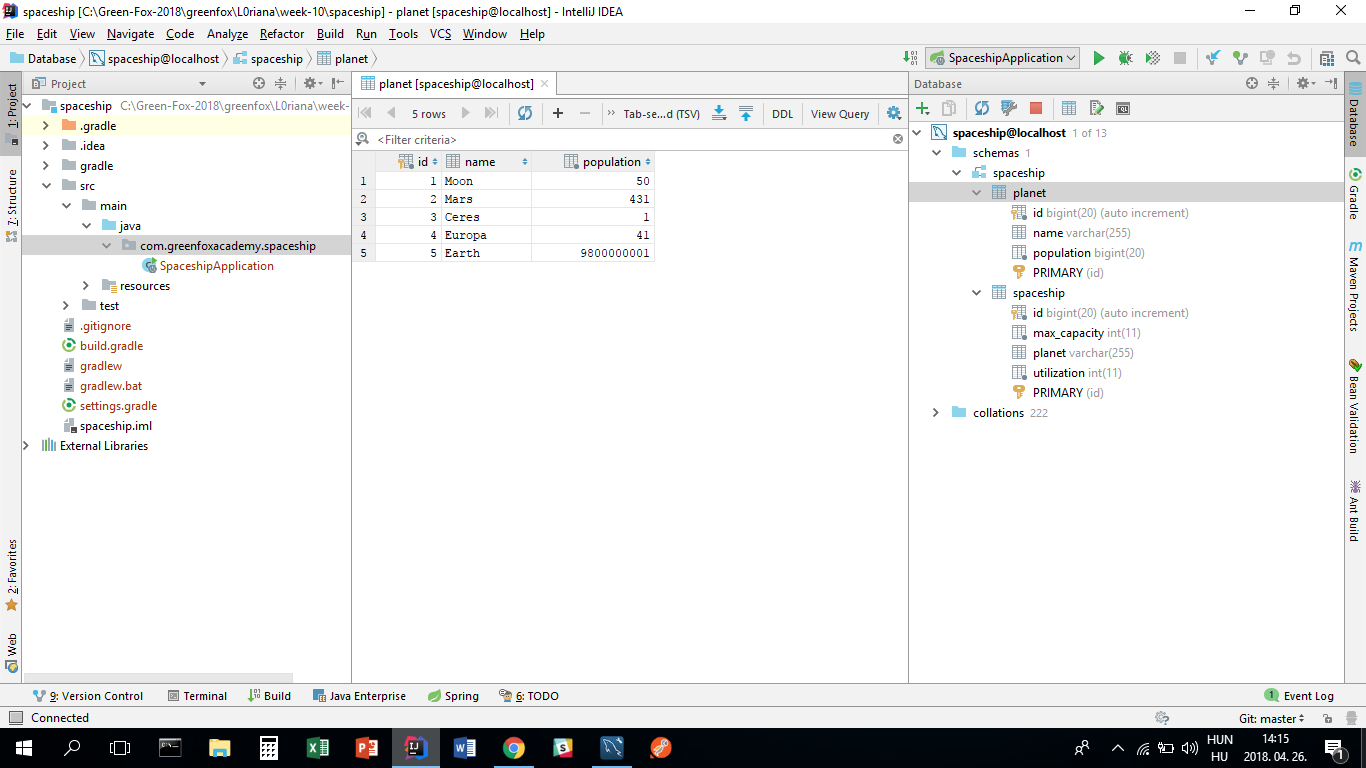 spaceship [C:\Green-Fox-2018\greenfox\L0riana\week-10\spaceship] - planet [spaceship@localhost] - IntelliJ IDEA
File Edit View Navigate Code Analyze Refactor Build Run Tools VCS Window Help
Database spaceship@localhost spaceship planet SpaceshipApplication
Project
planet [spaceship@localhost]
Database
1: Project
7: Structure
2: Favorites
Web
spaceship C:\Green-Fox-2018\greenfox\L0riana\week-
.gradle
.idea
gradle
src
main
java
com.greenfoxacademy.spaceship
SpaceshipApplication
resources
test
.gitignore
build.gradle
gradlew
gradlew.bat
settings.gradle
spaceship.iml
External Libraries
5 rows Tab-se...d (TSV) DDL View Query
<Filter criteria>
id name population
1 1 Moon 50
2 2 Mars 431
3 3 Ceres 1
4 4 Europa 41
5 5 Earth 9800000001
spaceship@localhost 1 of 13
schemas 1
spaceship
planet
id bigint(20) (auto increment)
name varchar(255)
population bigint(20)
PRIMARY (id)
spaceship
id bigint(20) (auto increment)
max_capacity int(11)
planet varchar(255)
utilization int(11)
PRIMARY (id)
collations 222
Database
Gradle
Maven Projects
Bean Validation
Ant Build
9: Version Control Terminal Build Java Enterprise Spring 6: TODO 1 Event Log
Connected Git: master
HUN 14:15
HU 2018. 04. 26. 1